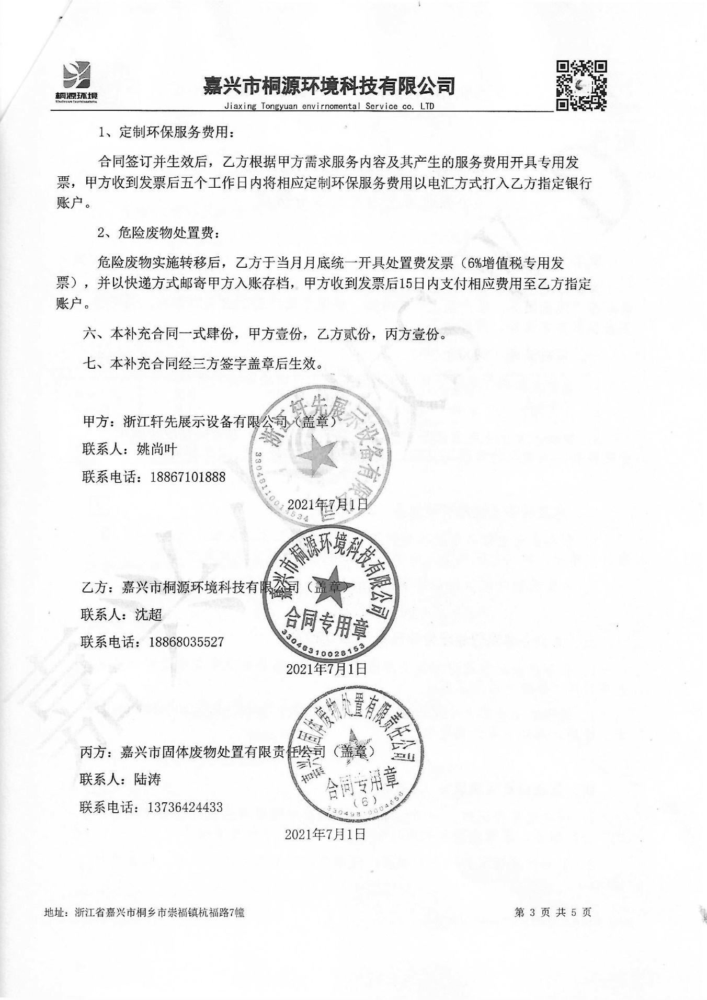 桐源环境
TONGYUAN ENVIRONMENTAL
嘉兴市桐源环境科技有限公司
Jiaxing Tongyuan envirnomental Service co. LTD
1、定制环保服务费用：
合同签订并生效后，乙方根据甲方需求服务内容及其产生的服务费用开具专用发
票，甲方收到发票后五个工作日内将相应定制环保服务费用以电汇方式打入乙方指定银行
账户。
2、危险废物处置费：
危险废物实施转移后，乙方于当月月底统一开具处置费发票（6%增值税专用发
票），并以快递方式邮寄甲方入账存档，甲方收到发票后15日内支付相应费用至乙方指定
账户。
六、本补充合同一式肆份，甲方壹份，乙方贰份，丙方壹份。
七、本补充合同经三方签字盖章后生效。
浙江轩先展示设备有限公司
甲方：浙江轩先展示设备有限公司（盖章）
联系人：姚尚叶
联系电话：18867101888
2021年7月1日
33048110014534
嘉兴市桐源环境科技有限公司
乙方：嘉兴市桐源环境科技有限公司（盖章）
联系人：沈超
合同专用章
联系电话：18868035527
33048310028153
2021年7月1日
嘉兴市固体废物处置有限责任公司
丙方：嘉兴市固体废物处置有限责任公司（盖章）
联系人：陆涛
合同专用章
（6）
联系电话：13736424433
2021年7月1日
地址：浙江省嘉兴市桐乡市崇福镇杭福路7幢
第 3 页 共 5 页